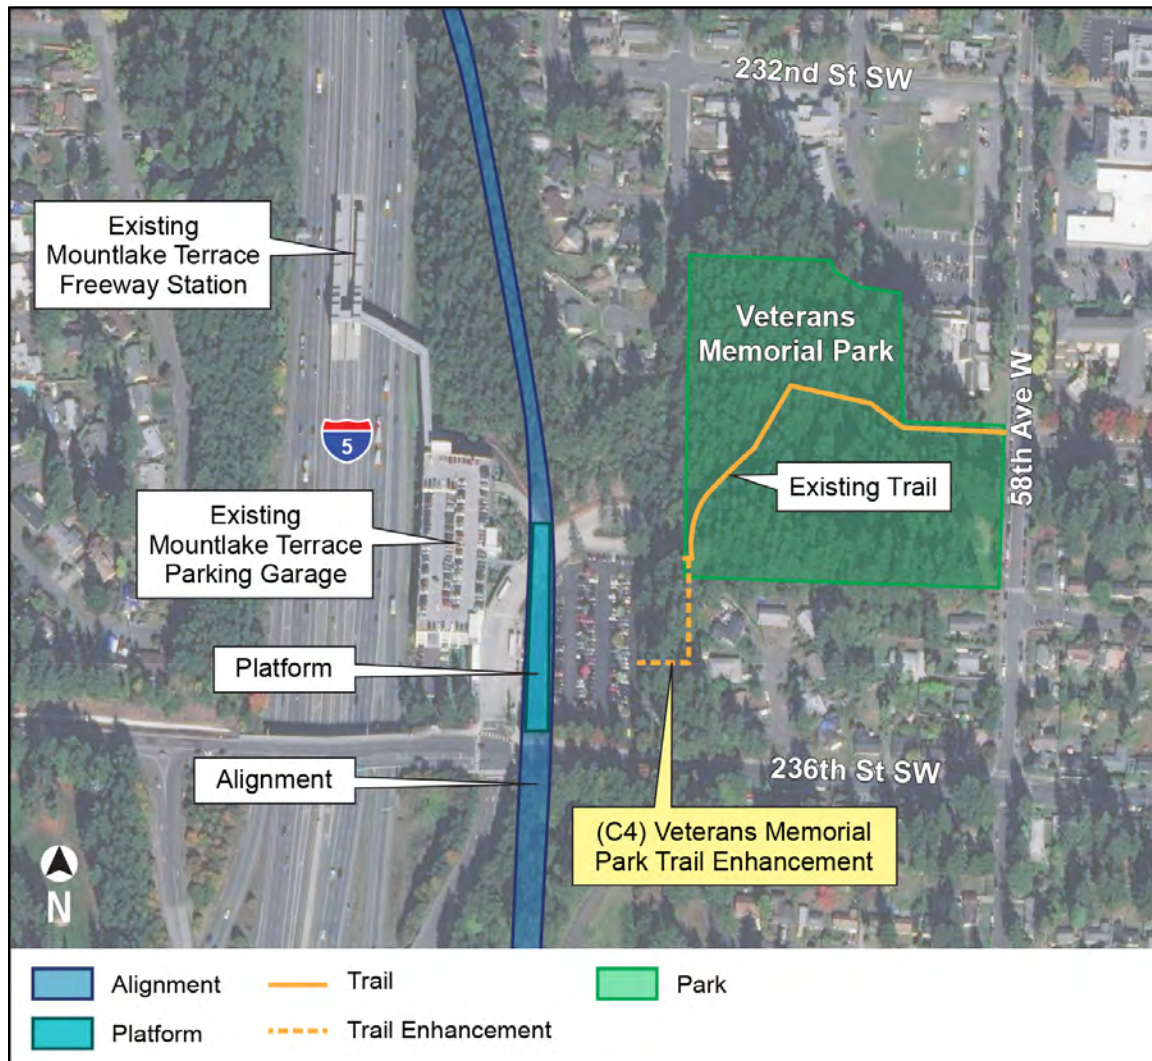 232nd St SW
Existing
Mountlake Terrace
Freeway Station
Veterans
Memorial Park
5
58th Ave W
Existing Trail
Existing
Mountlake Terrace
Parking Garage
Platform
Alignment
236th St SW
(C4) Veterans Memorial
Park Trail Enhancement
N
Alignment
Trail
Park
Platform
Trail Enhancement